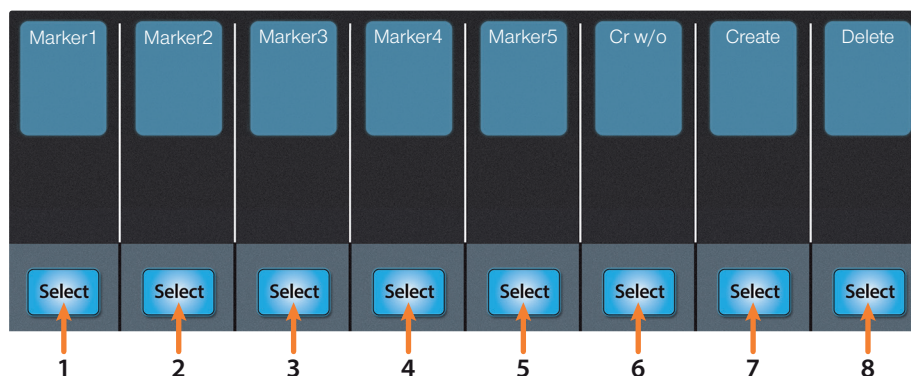 Marker1 Marker2 Marker3 Marker4 Marker5 Cr w/o Create Delete
Select Select Select Select Select Select Select Select
1 2 3 4 5 6 7 8